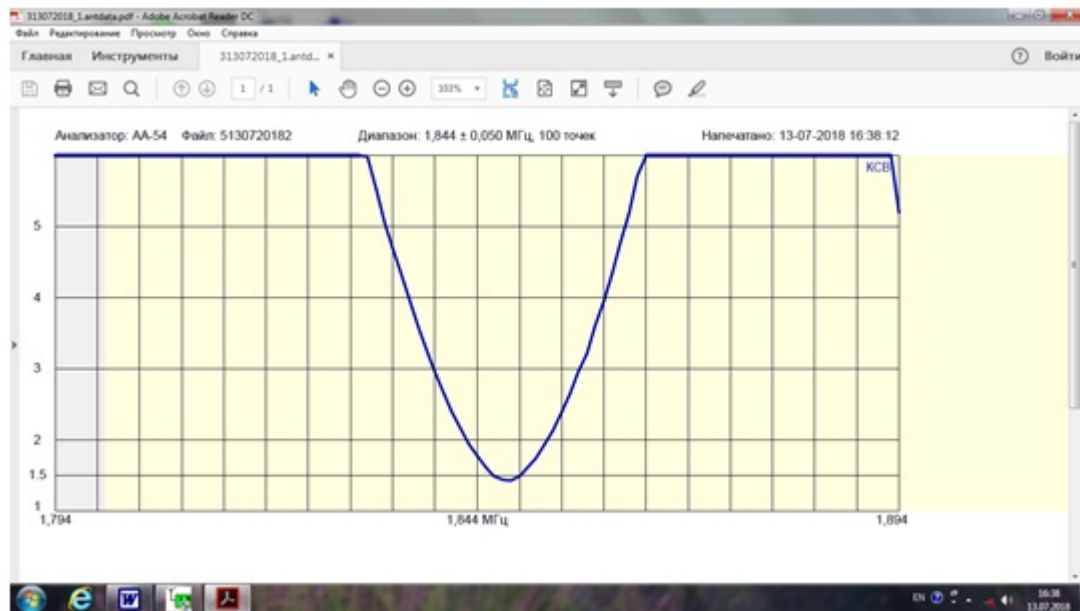 313072018_1.antdata.pdf - Adobe Acrobat Reader DC
Файл Редактирование Просмотр Окно Справка
Главная Инструменты 313072018_1.antd... × ? Войти
1 / 1 103%
Анализатор: AA-54 Файл: 5130720182 Диапазон: 1,844 ± 0,050 МГц, 100 точек Напечатано: 13-07-2018 16:38:12
КСВ
5
4
3
2
1.5
1
1,794 1,844 МГц 1,894
W EN ? 16:38
13.07.2018